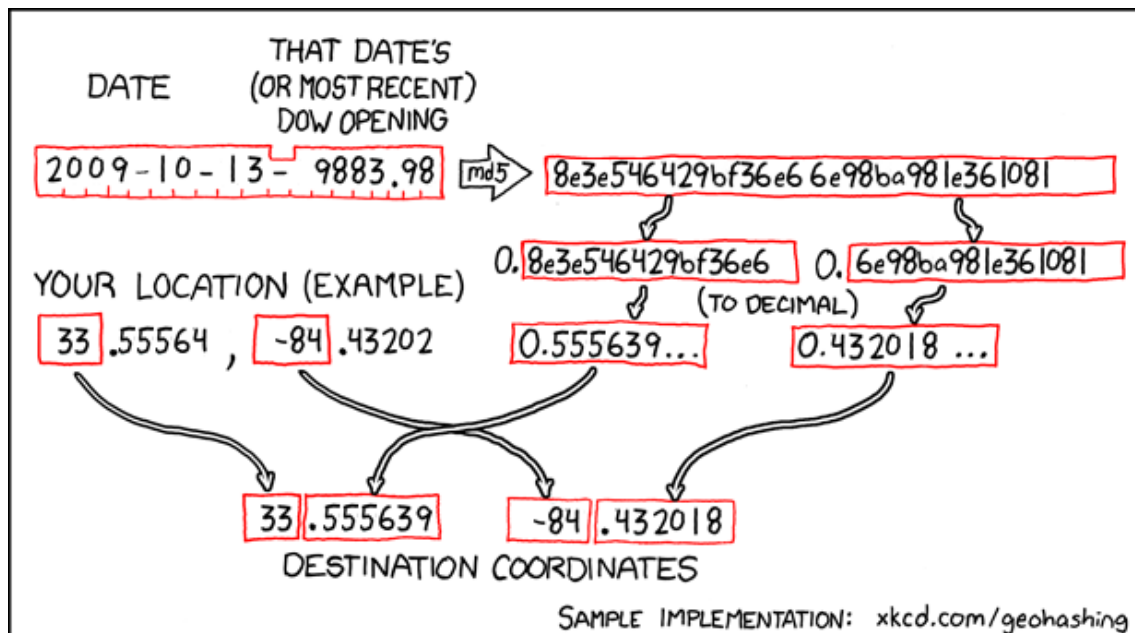 DATE
THAT DATE'S
(OR MOST RECENT)
DOW OPENING
2009-10-13- 9883.98
md5
8e3e546429bf36e66e98ba981e361081
0.8e3e546429bf36e6
0.6e98ba981e361081
YOUR LOCATION (EXAMPLE)
(TO DECIMAL)
33.55564, -84.43202
0.555639...
0.432018...
33.555639
-84.432018
DESTINATION COORDINATES
SAMPLE IMPLEMENTATION: xkcd.com/geohashing